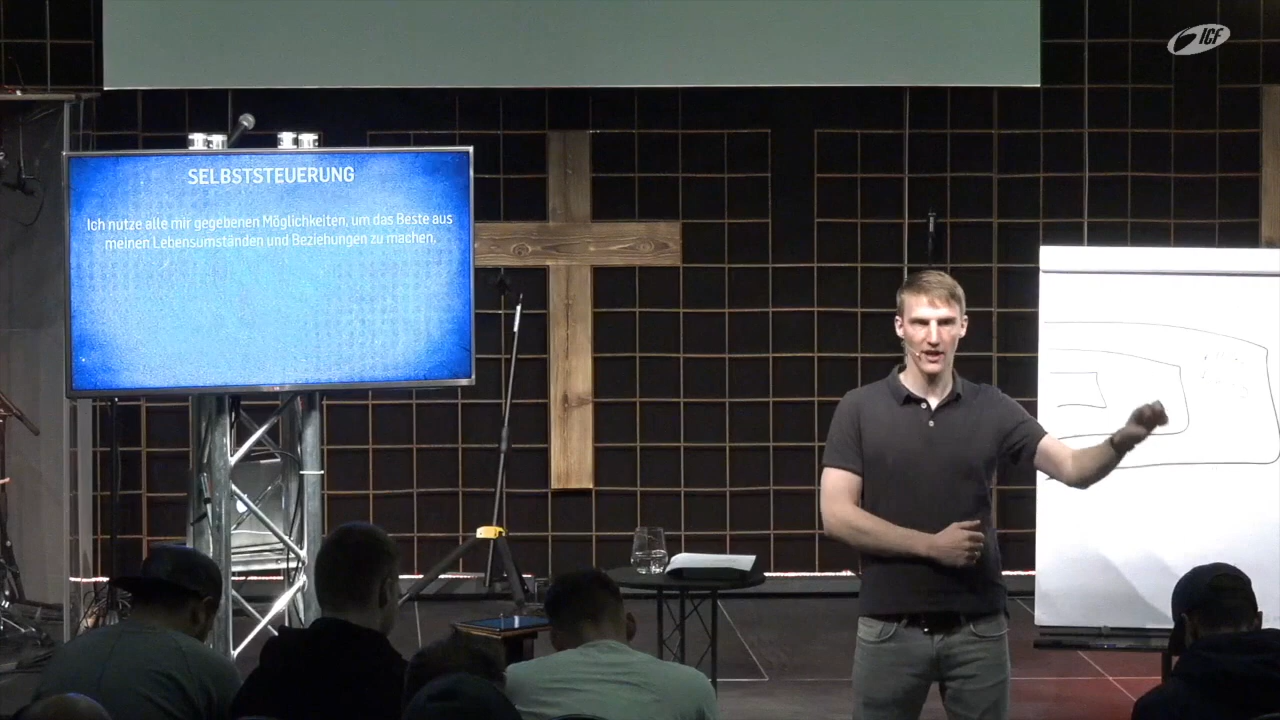 ICF
SELBSTSTEUERUNG
Ich nutze alle mir gegebenen Möglichkeiten, um das Beste aus
meinen Lebensumständen und Beziehungen zu machen.